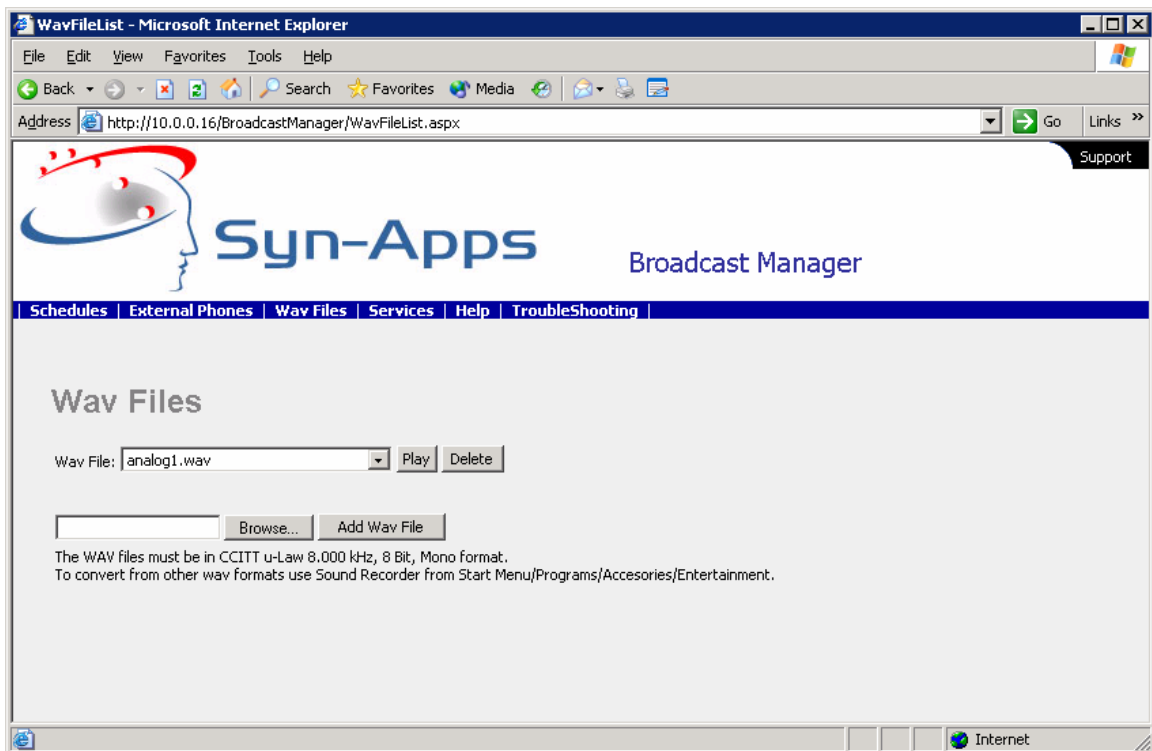 WavFileList - Microsoft Internet Explorer
File Edit View Favorites Tools Help
Back Search Favorites Media
Address http://10.0.0.16/BroadcastManager/WavFileList.aspx Go Links »
Support
Syn-Apps Broadcast Manager
| Schedules | External Phones | Wav Files | Services | Help | TroubleShooting |
Wav Files
Wav File: analog1.wav Play Delete
Browse... Add Wav File
The WAV files must be in CCITT u-Law 8.000 kHz, 8 Bit, Mono format.
To convert from other wav formats use Sound Recorder from Start Menu/Programs/Accesories/Entertainment.
Internet